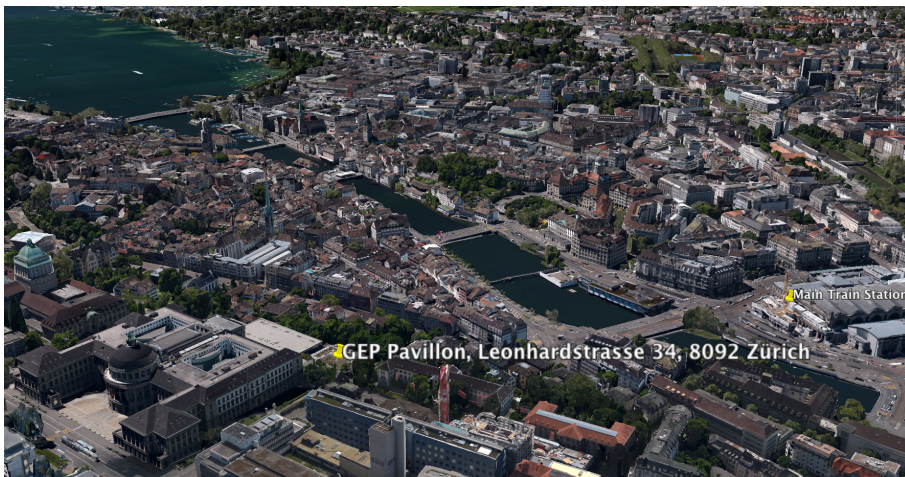 Main Train Station
GEP Pavillon, Leonhardstrasse 34, 8092 Zürich